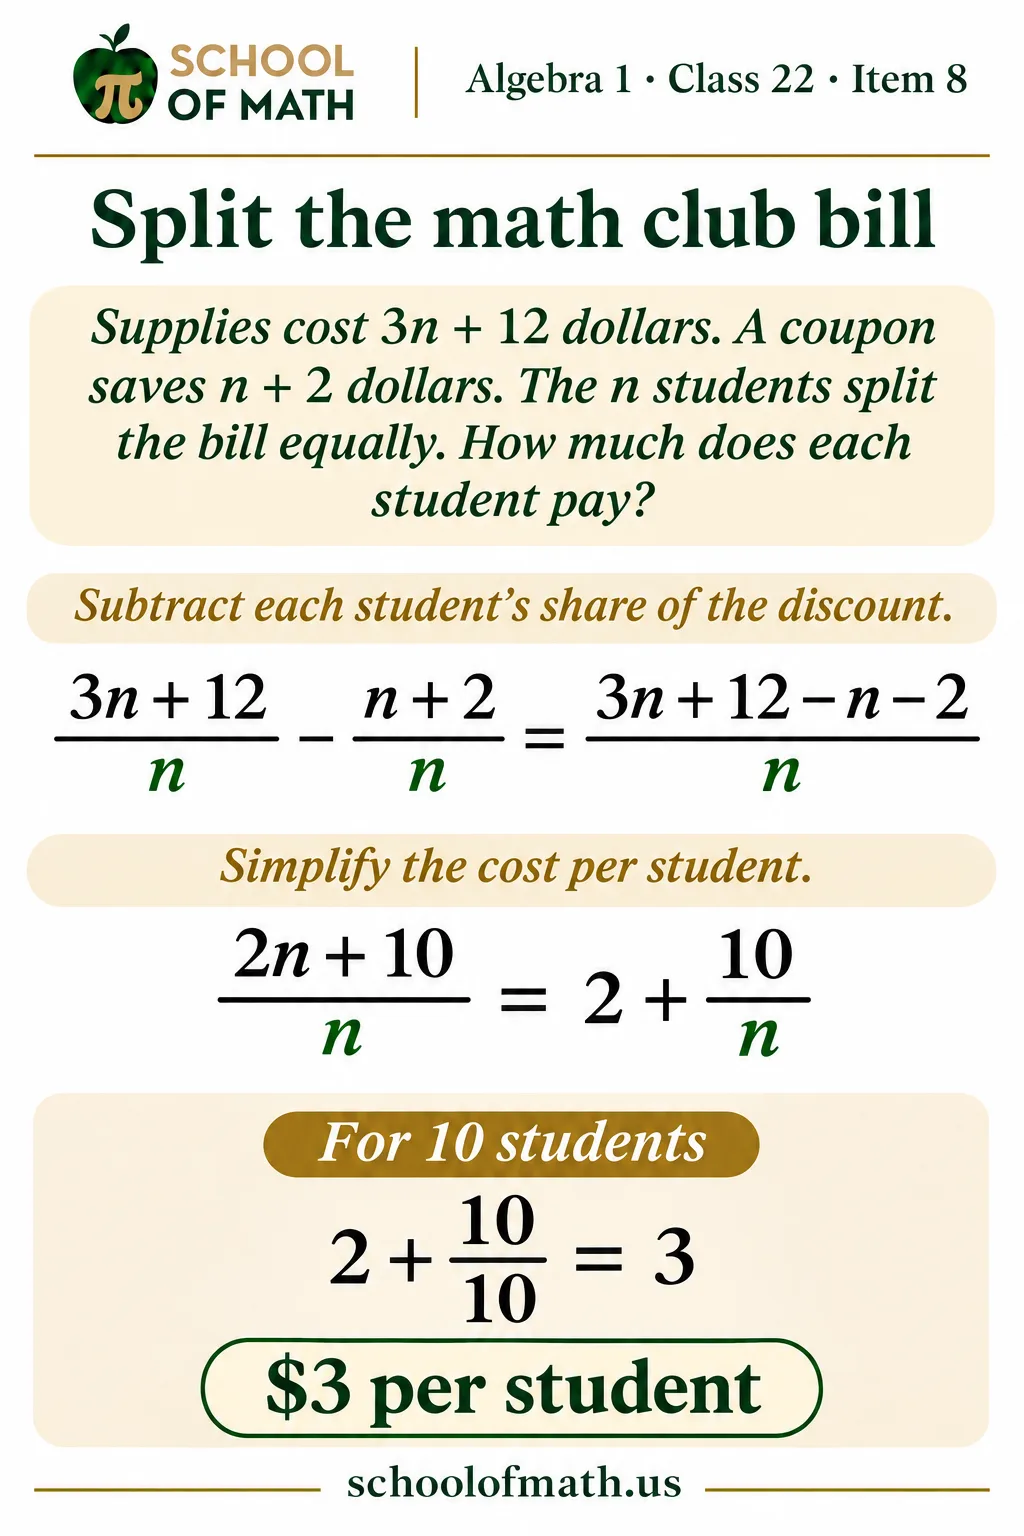 SCHOOL
OF MATH
π
Algebra 1 · Class 22 · Item 8
Split the math club bill
Supplies cost 3n + 12 dollars. A coupon
saves n + 2 dollars. The n students split
the bill equally. How much does each
student pay?
Subtract each student’s share of the discount.
(3n + 12)/n − (n + 2)/n = (3n + 12 − n − 2)/n
Simplify the cost per student.
(2n + 10)/n = 2 + 10/n
For 10 students
2 + 10/10 = 3
$3 per student
schoolofmath.us